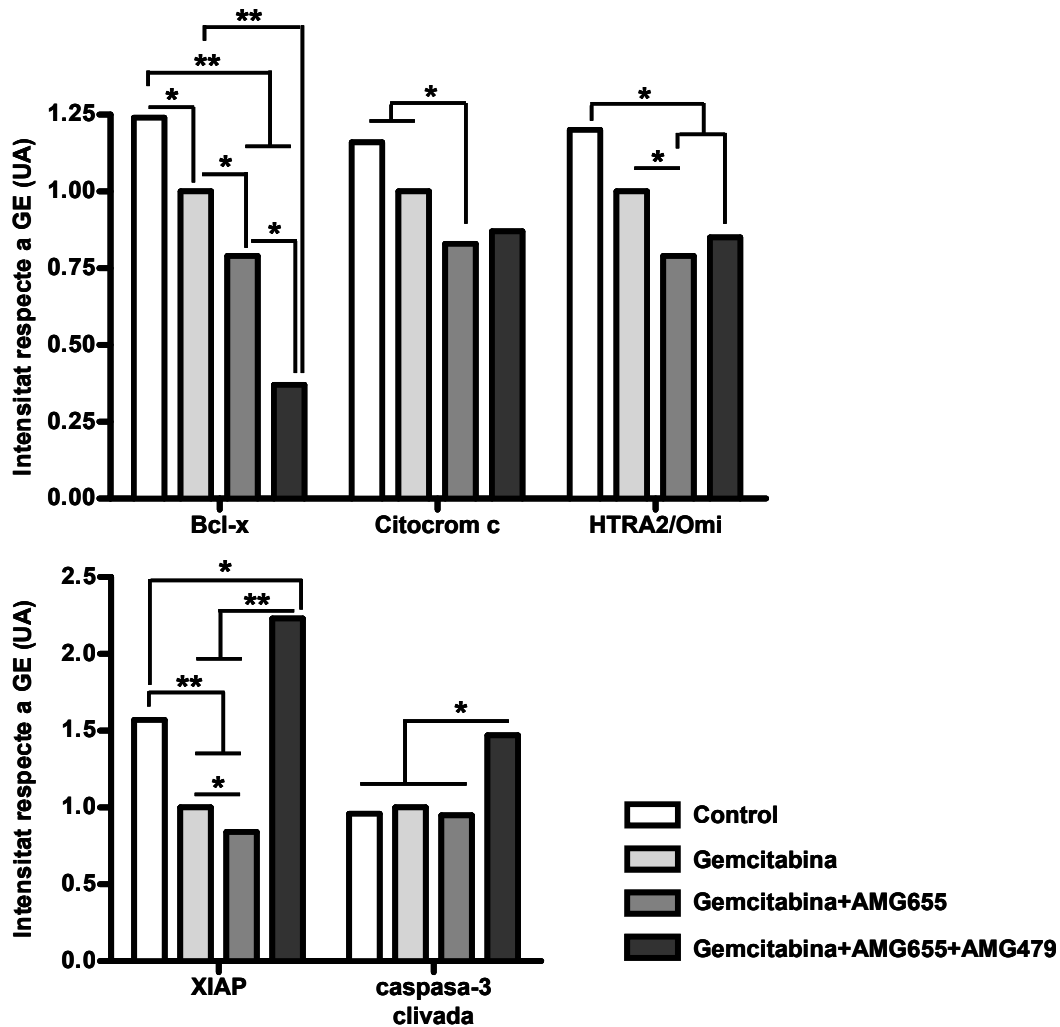 Intensitat respecte a GE (UA)
1.25
1.00
0.75
0.50
0.25
0.00
**
**
*
*
*
*
*
*
Bcl-x
Citocrom c
HTRA2/Omi
Intensitat respecte a GE (UA)
2.5
2.0
1.5
1.0
0.5
0.0
*
**
**
*
*
XIAP
caspasa-3
clivada
Control
Gemcitabina
Gemcitabina+AMG655
Gemcitabina+AMG655+AMG479